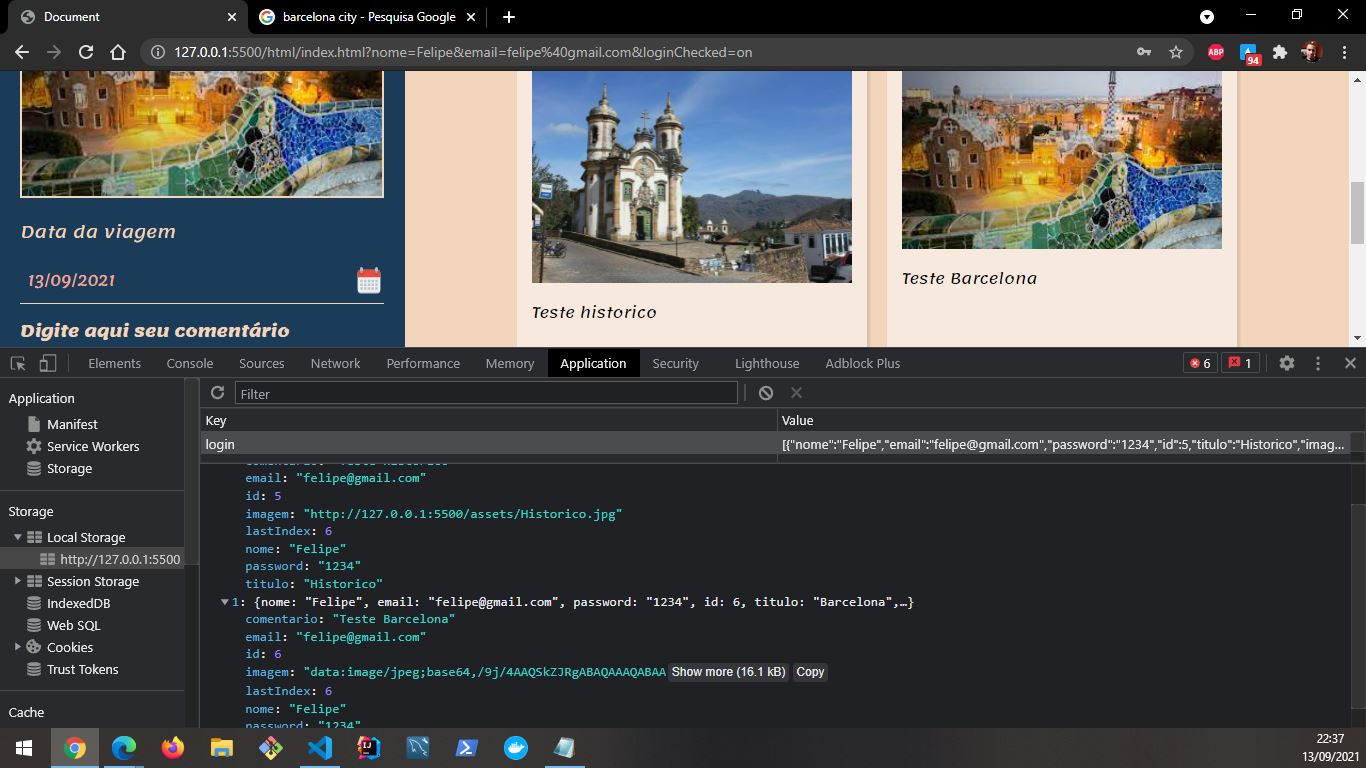 Document
barcelona city - Pesquisa Google
127.0.0.1:5500/html/index.html?nome=Felipe&email=felipe%40gmail.com&loginChecked=on
ABP
94
Data da viagem
13/09/2021
Digite aqui seu comentário
Teste historico
Teste Barcelona
Elements Console Sources Network Performance Memory Application Security Lighthouse Adblock Plus
6 1
Application
Manifest
Service Workers
Storage
Storage
Local Storage
http://127.0.0.1:5500
Session Storage
IndexedDB
Web SQL
Cookies
Trust Tokens
Cache
Filter
Key Value
login [{"nome":"Felipe","email":"felipe@gmail.com","password":"1234","id":5,"titulo":"Historico","imag...
email: "felipe@gmail.com"
id: 5
imagem: "http://127.0.0.1:5500/assets/Historico.jpg"
lastIndex: 6
nome: "Felipe"
password: "1234"
titulo: "Historico"
1: {nome: "Felipe", email: "felipe@gmail.com", password: "1234", id: 6, titulo: "Barcelona",…}
comentario: "Teste Barcelona"
email: "felipe@gmail.com"
id: 6
imagem: "data:image/jpeg;base64,/9j/4AAQSkZJRgABAQAAAQABAA Show more (16.1 kB) Copy
lastIndex: 6
nome: "Felipe"
password: "1234"
22:37
13/09/2021